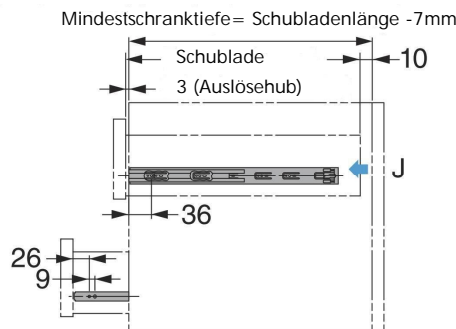 Mindestschranktiefe= Schubladenlänge -7mm
Schublade
10
3 (Auslösehub)
J
36
26
9